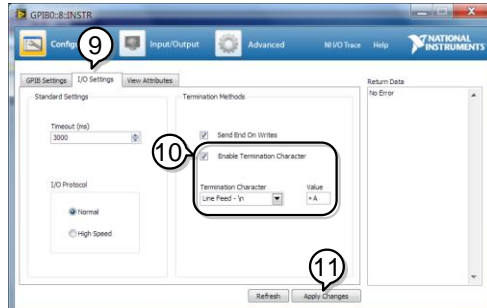 GPIB0::8::INSTR
Config
Input/Output
Advanced
NI I/O Trace
Help
NATIONAL
INSTRUMENTS
9
GPIB Settings
I/O Settings
View Attributes
Return Data
No Error
Standard Settings
Termination Methods
Timeout (ms)
3000
Send End On Writes
10
Enable Termination Character
Termination Character
Value
Line Feed - \n
I/O Protocol
Normal
High Speed
11
Refresh
Apply Changes